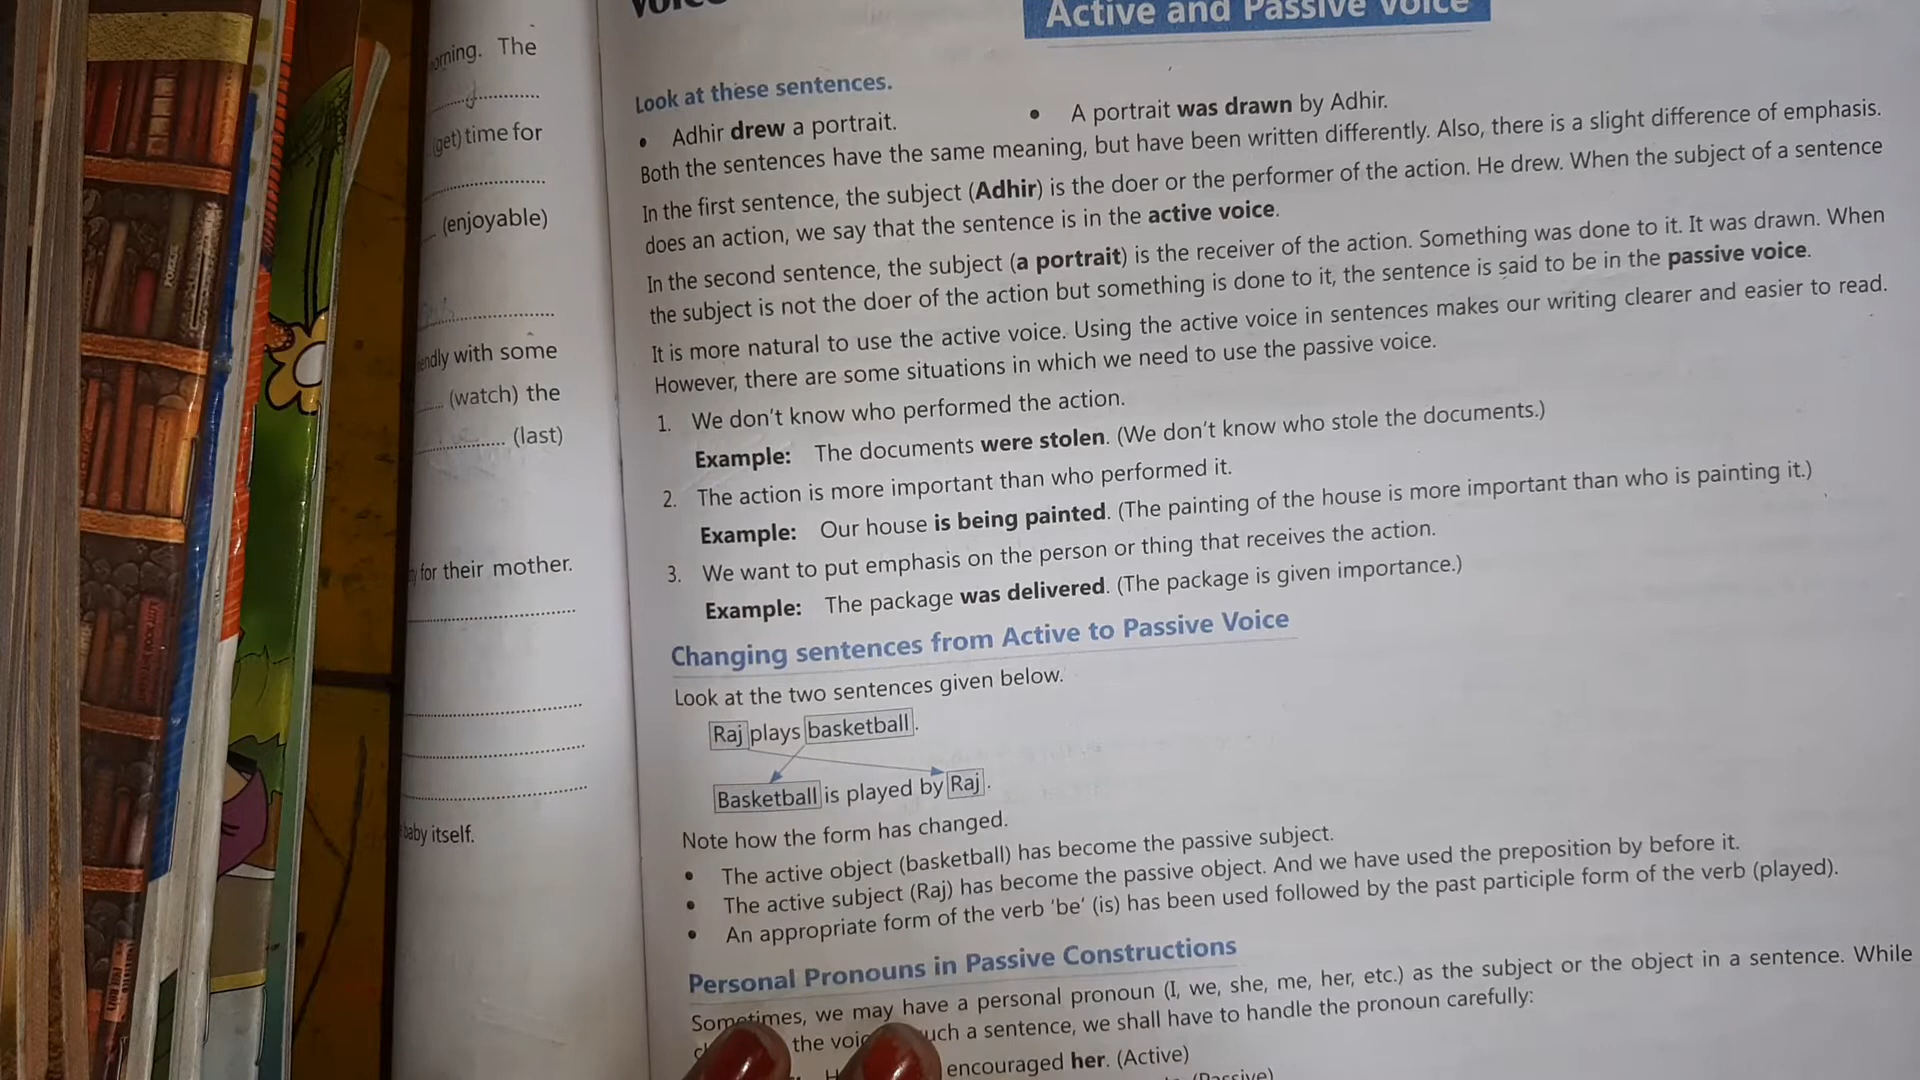 Active and Passive Voice
Look at these sentences.
• Adhir drew a portrait.
• A portrait was drawn by Adhir.
Both the sentences have the same meaning, but have been written differently. Also, there is a slight difference of emphasis.
In the first sentence, the subject (Adhir) is the doer or the performer of the action. He drew. When the subject of a sentence
does an action, we say that the sentence is in the active voice.
In the second sentence, the subject (a portrait) is the receiver of the action. Something was done to it. It was drawn. When
the subject is not the doer of the action but something is done to it, the sentence is said to be in the passive voice.
It is more natural to use the active voice. Using the active voice in sentences makes our writing clearer and easier to read.
However, there are some situations in which we need to use the passive voice.
1. We don't know who performed the action.
Example: The documents were stolen. (We don't know who stole the documents.)
2. The action is more important than who performed it.
Example: Our house is being painted. (The painting of the house is more important than who is painting it.)
3. We want to put emphasis on the person or thing that receives the action.
Example: The package was delivered. (The package is given importance.)
Changing sentences from Active to Passive Voice
Look at the two sentences given below.
Raj plays basketball.
Basketball is played by Raj.
Note how the form has changed.
• The active object (basketball) has become the passive subject.
• The active subject (Raj) has become the passive object. And we have used the preposition by before it.
• An appropriate form of the verb 'be' (is) has been used followed by the past participle form of the verb (played).
Personal Pronouns in Passive Constructions
Sometimes, we may have a personal pronoun (I, we, she, me, her, etc.) as the subject or the object in a sentence. While
the such a sentence, we shall have to handle the pronoun carefully:
encouraged her. (Active)
(Passive)
The
(get) time for
(enjoyable)
with some
(watch) the
(last)
for their mother.
baby itself.